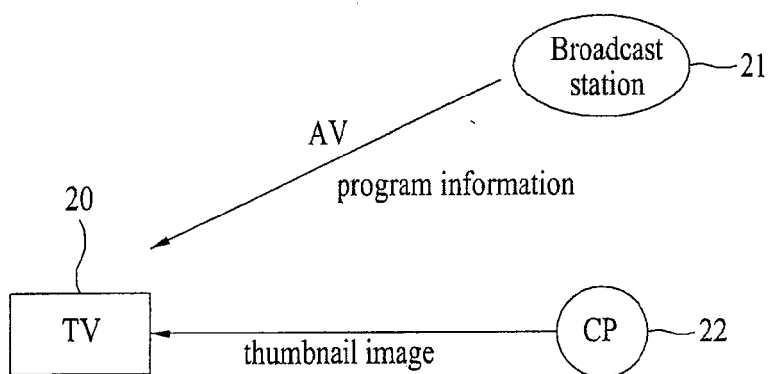 Broadcast
station
21
AV
program information
20
TV
CP
22
thumbnail image